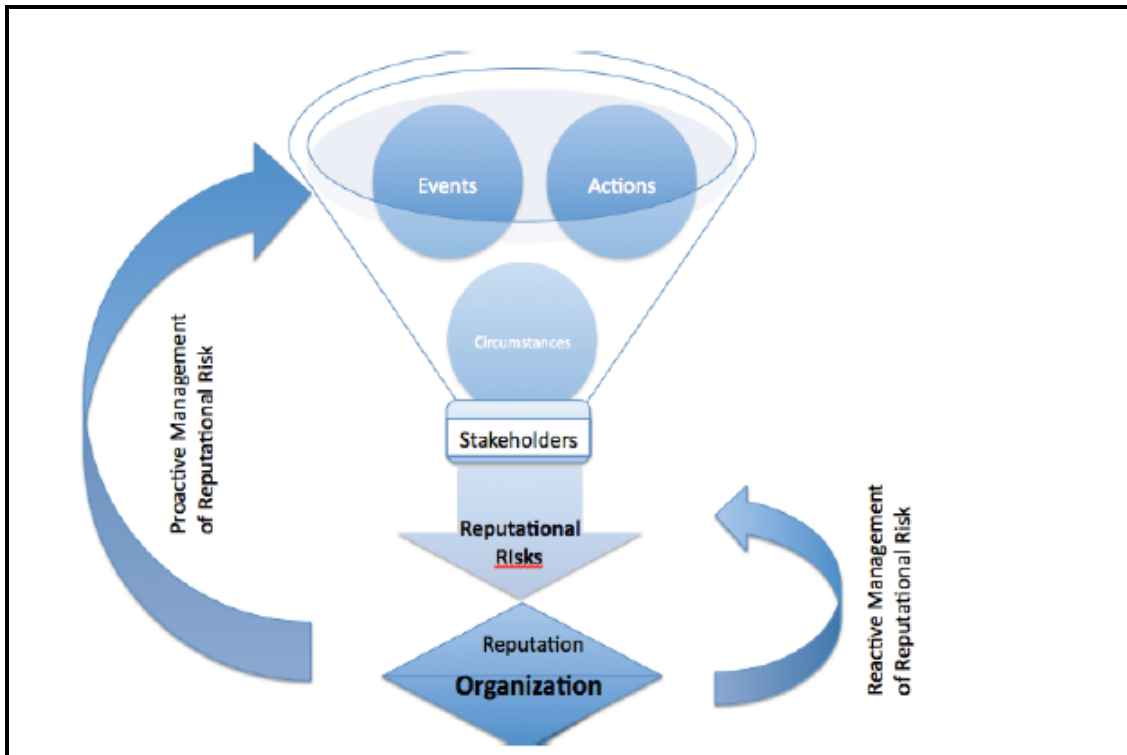 Events
Actions
Circumstances
Stakeholders
Reputational
Risks
Reputation
Organization
Proactive Management
of Reputational Risk
Reactive Management
of Reputational Risk